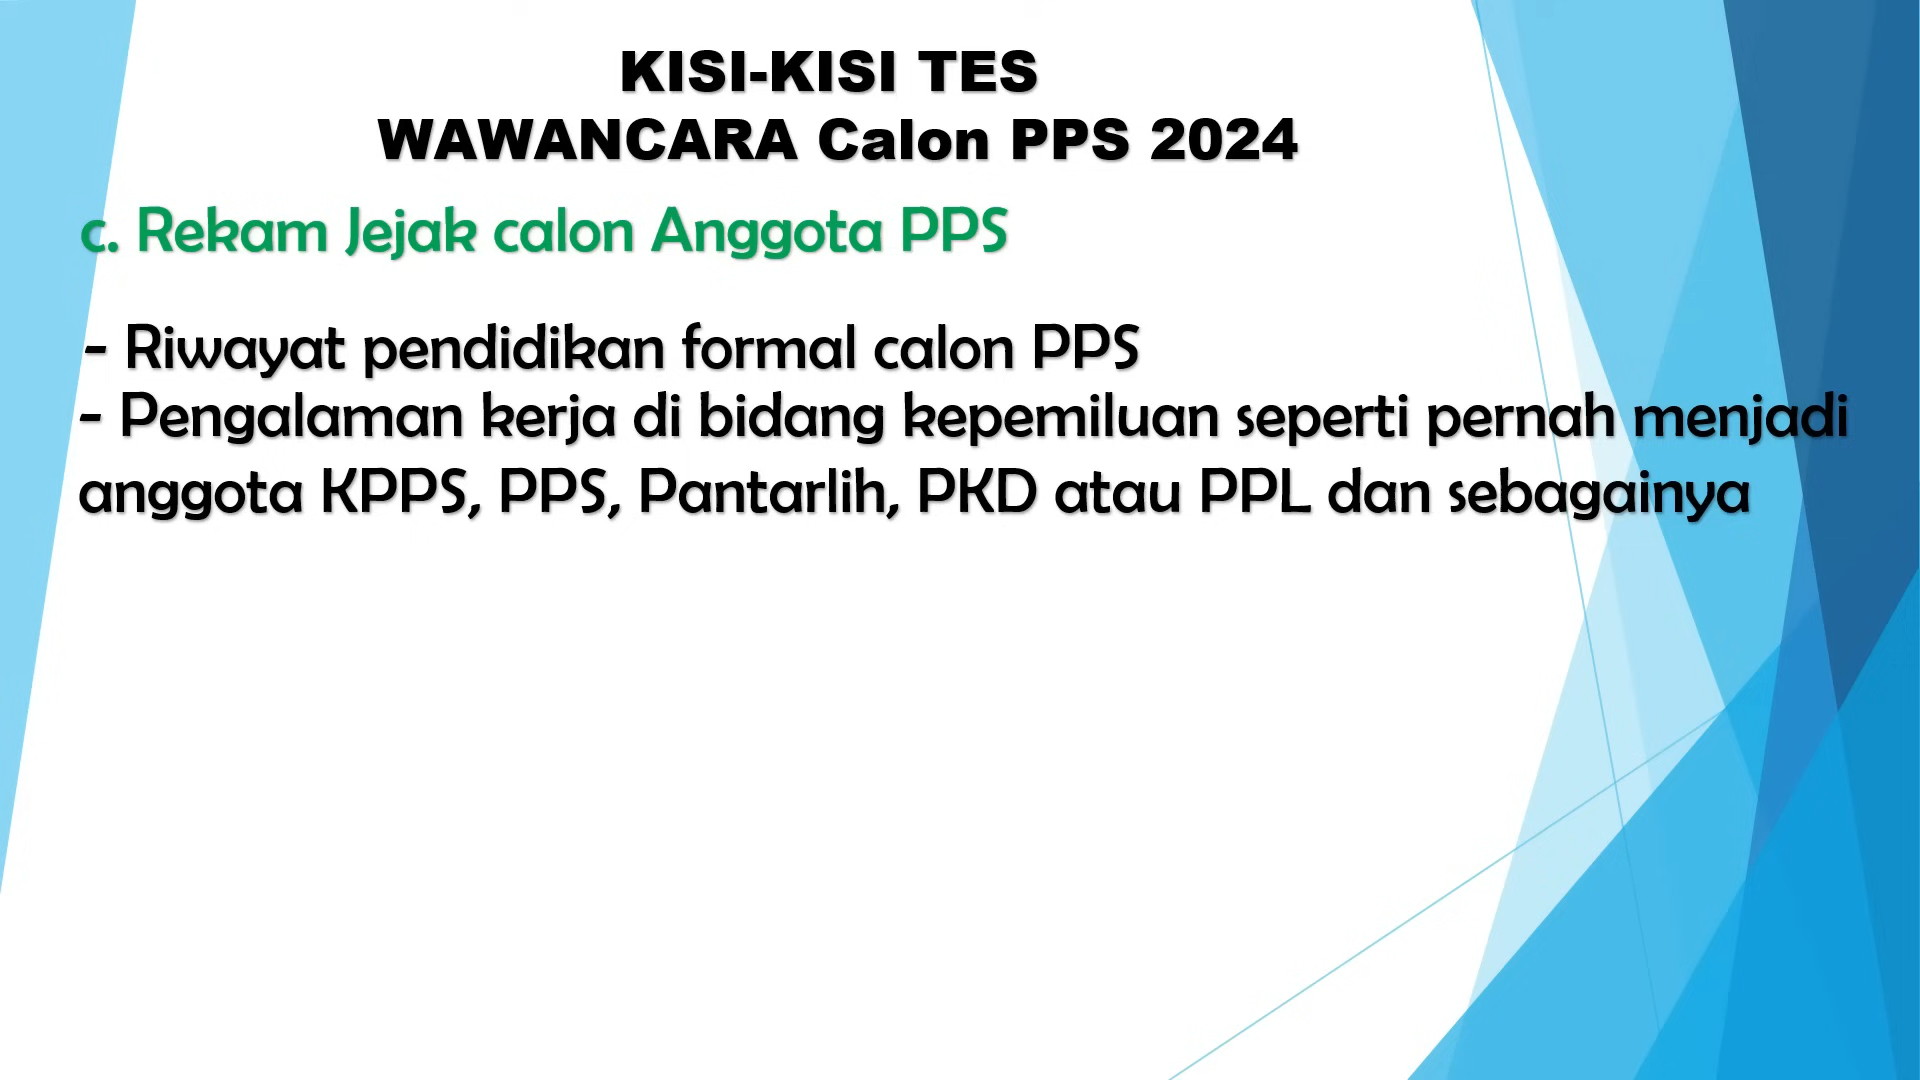 KISI-KISI TES
WAWANCARA Calon PPS 2024
c. Rekam Jejak calon Anggota PPS
- Riwayat pendidikan formal calon PPS
- Pengalaman kerja di bidang kepemiluan seperti pernah menjadi
anggota KPPS, PPS, Pantarlih, PKD atau PPL dan sebagainya